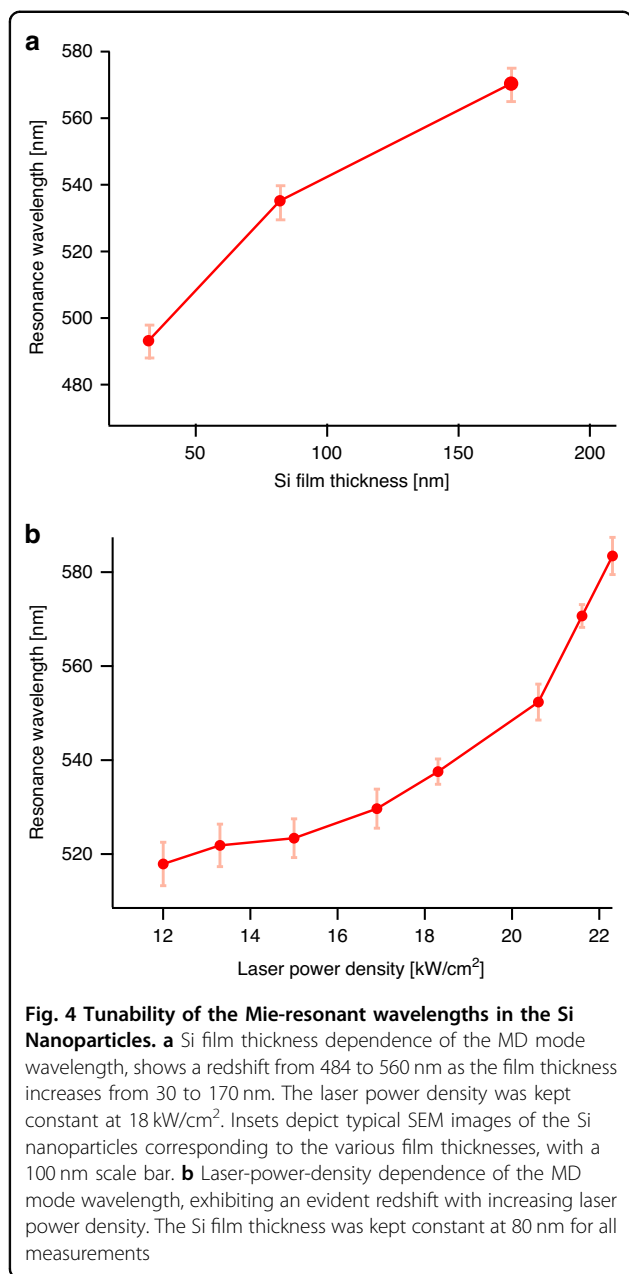 a
580
560
540
520
500
480
Resonance wavelength [nm]
50
100
150
200
Si film thickness [nm]
b
580
560
540
520
Resonance wavelength [nm]
12
14
16
18
20
22
Laser power density [kW/cm²]
Fig. 4 Tunability of the Mie-resonant wavelengths in the Si
Nanoparticles. a Si film thickness dependence of the MD mode
wavelength, shows a redshift from 484 to 560 nm as the film thickness
increases from 30 to 170 nm. The laser power density was kept
constant at 18 kW/cm². Insets depict typical SEM images of the Si
nanoparticles corresponding to the various film thicknesses, with a
100 nm scale bar. b Laser-power-density dependence of the MD
mode wavelength, exhibiting an evident redshift with increasing laser
power density. The Si film thickness was kept constant at 80 nm for all
measurements